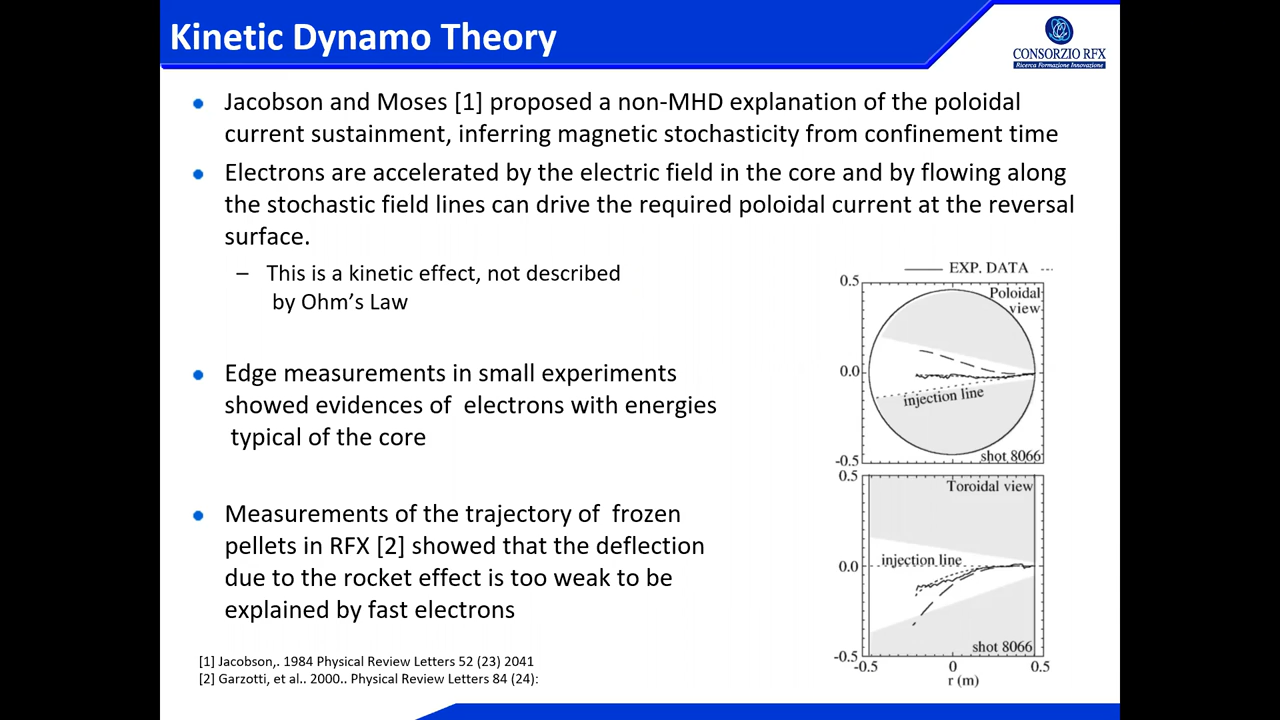 Kinetic Dynamo Theory
CONSORZIO RFX
Ricerca Formazione Innovazione
Jacobson and Moses [1] proposed a non-MHD explanation of the poloidal
current sustainment, inferring magnetic stochasticity from confinement time
Electrons are accelerated by the electric field in the core and by flowing along
the stochastic field lines can drive the required poloidal current at the reversal
surface.
– This is a kinetic effect, not described
by Ohm's Law
Edge measurements in small experiments
showed evidences of electrons with energies
typical of the core
Measurements of the trajectory of frozen
pellets in RFX [2] showed that the deflection
due to the rocket effect is too weak to be
explained by fast electrons
[1] Jacobson,. 1984 Physical Review Letters 52 (23) 2041
[2] Garzotti, et al.. 2000.. Physical Review Letters 84 (24):
EXP. DATA
0.5
Poloidal
view
0.0
injection line
shot 8066
-0.5
0.5
Toroidal view
injection line
0.0
shot 8066
-0.5
-0.5 0 0.5
r (m)